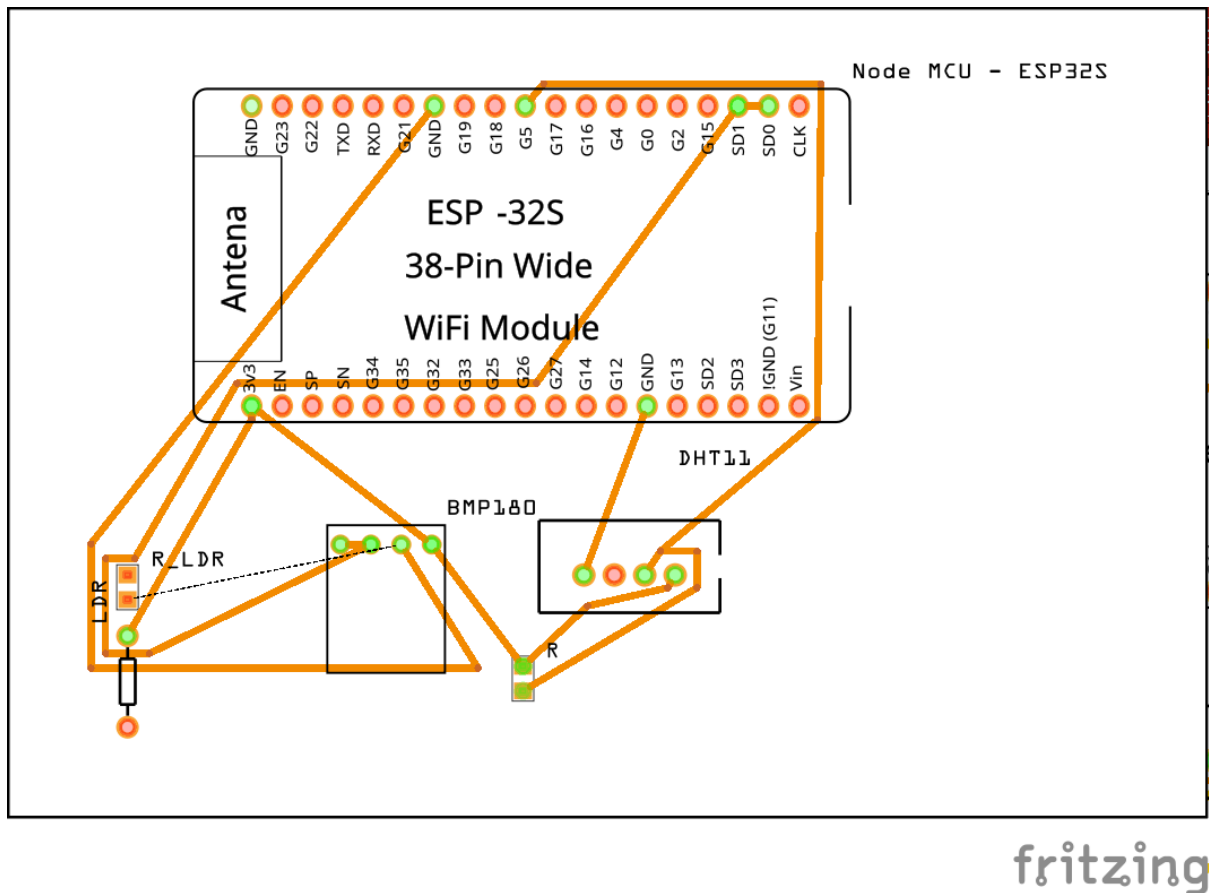 Node MCU - ESP32S
GND G23 G22 TXD RXD G21 GND G19 G18 G5 G17 G16 G4 G0 G2 G15 SD1 SD0 CLK
Antena
ESP -32S
38-Pin Wide
WiFi Module
3v3 EN SP SN G34 G35 G32 G33 G25 G26 G27 G14 G12 GND G13 SD2 SD3 !GND (G11) Vin
DHT11
BMP180
R_LDR
LDR
R
fritzing